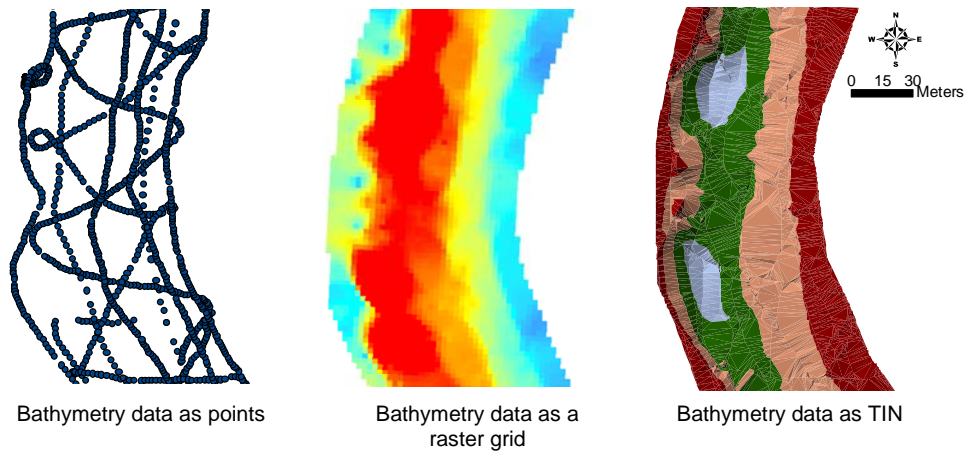 N
W E
S
0 15 30
Meters
Bathymetry data as points
Bathymetry data as a
raster grid
Bathymetry data as TIN